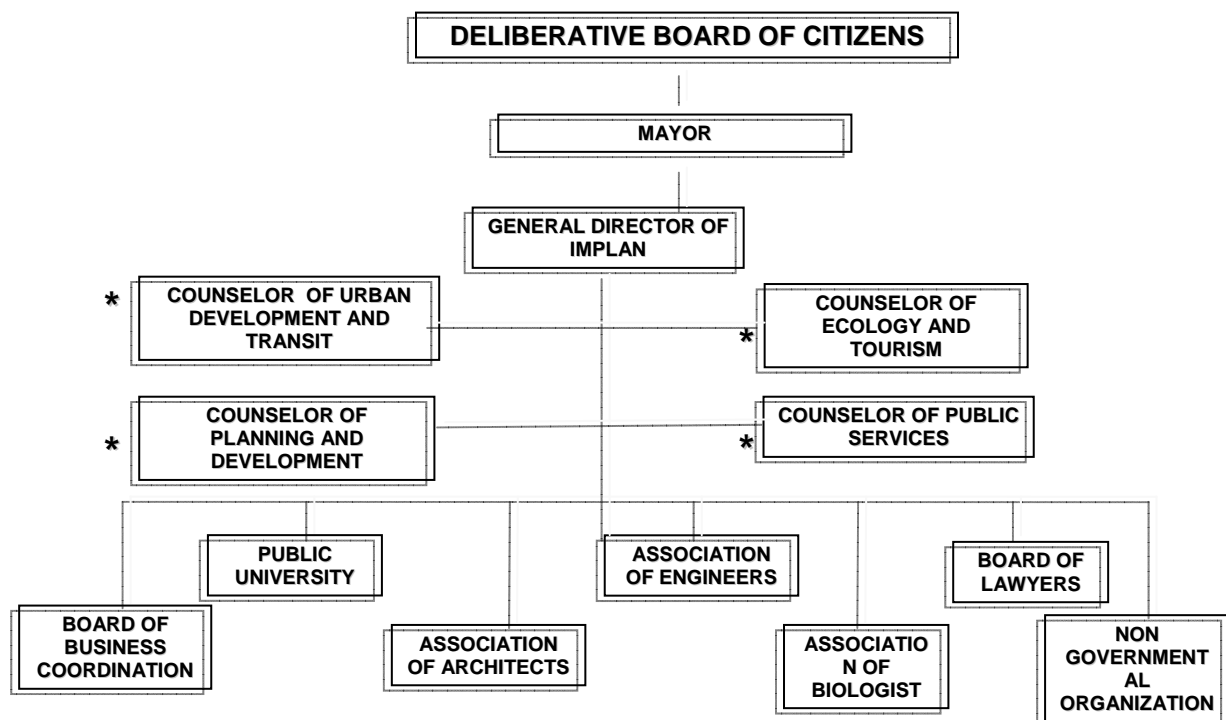 DELIBERATIVE BOARD OF CITIZENS
MAYOR
GENERAL DIRECTOR OF
IMPLAN
*
COUNSELOR OF URBAN
DEVELOPMENT AND
TRANSIT
*
COUNSELOR OF
ECOLOGY AND
TOURISM
*
COUNSELOR OF
PLANNING AND
DEVELOPMENT
*
COUNSELOR OF PUBLIC
SERVICES
PUBLIC
UNIVERSITY
ASSOCIATION
OF ENGINEERS
BOARD OF
LAWYERS
BOARD OF
BUSINESS
COORDINATION
ASSOCIATION
OF ARCHITECTS
ASSOCIATIO
N OF
BIOLOGIST
NON
GOVERNMENT
AL
ORGANIZATION